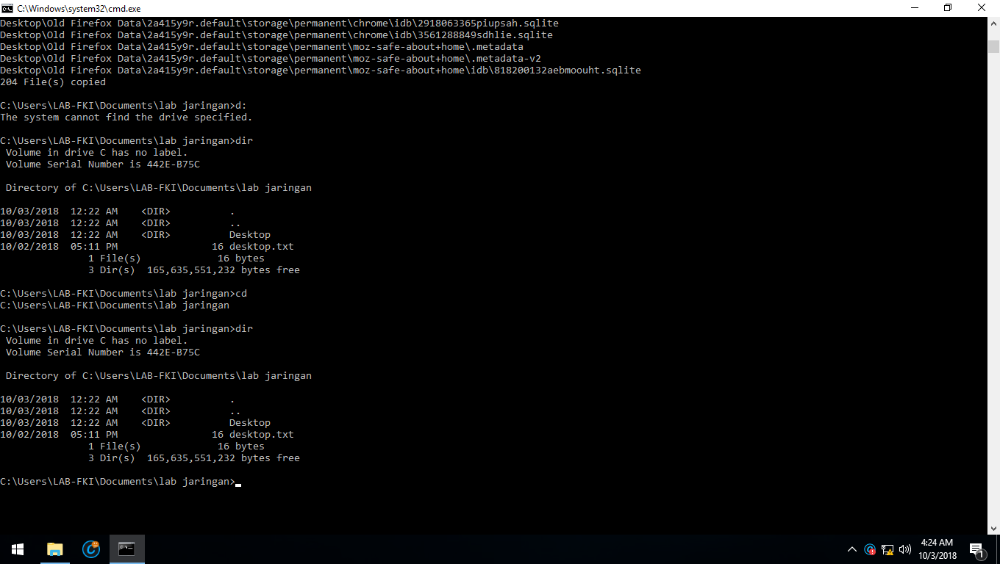 C:\Windows\system32\cmd.exe
Desktop\Old Firefox Data\2a415y9r.default\storage\permanent\chrome\idb\2918063365piupsah.sqlite
Desktop\Old Firefox Data\2a415y9r.default\storage\permanent\chrome\idb\3561288849sdhlie.sqlite
Desktop\Old Firefox Data\2a415y9r.default\storage\permanent\moz-safe-about+home\.metadata
Desktop\Old Firefox Data\2a415y9r.default\storage\permanent\moz-safe-about+home\.metadata-v2
Desktop\Old Firefox Data\2a415y9r.default\storage\permanent\moz-safe-about+home\idb\818200132aebmoouht.sqlite
204 File(s) copied
C:\Users\LAB-FKI\Documents\lab jaringan>d:
The system cannot find the drive specified.
C:\Users\LAB-FKI\Documents\lab jaringan>dir
Volume in drive C has no label.
Volume Serial Number is 442E-B75C
Directory of C:\Users\LAB-FKI\Documents\lab jaringan
10/03/2018  12:22 AM    <DIR>          .
10/03/2018  12:22 AM    <DIR>          ..
10/03/2018  12:22 AM    <DIR>          Desktop
10/02/2018  05:11 PM                16 desktop.txt
1 File(s)             16 bytes
3 Dir(s)  165,635,551,232 bytes free
C:\Users\LAB-FKI\Documents\lab jaringan>cd
C:\Users\LAB-FKI\Documents\lab jaringan
C:\Users\LAB-FKI\Documents\lab jaringan>dir
Volume in drive C has no label.
Volume Serial Number is 442E-B75C
Directory of C:\Users\LAB-FKI\Documents\lab jaringan
10/03/2018  12:22 AM    <DIR>          .
10/03/2018  12:22 AM    <DIR>          ..
10/03/2018  12:22 AM    <DIR>          Desktop
10/02/2018  05:11 PM                16 desktop.txt
1 File(s)             16 bytes
3 Dir(s)  165,635,551,232 bytes free
C:\Users\LAB-FKI\Documents\lab jaringan>
4:24 AM
10/3/2018
1